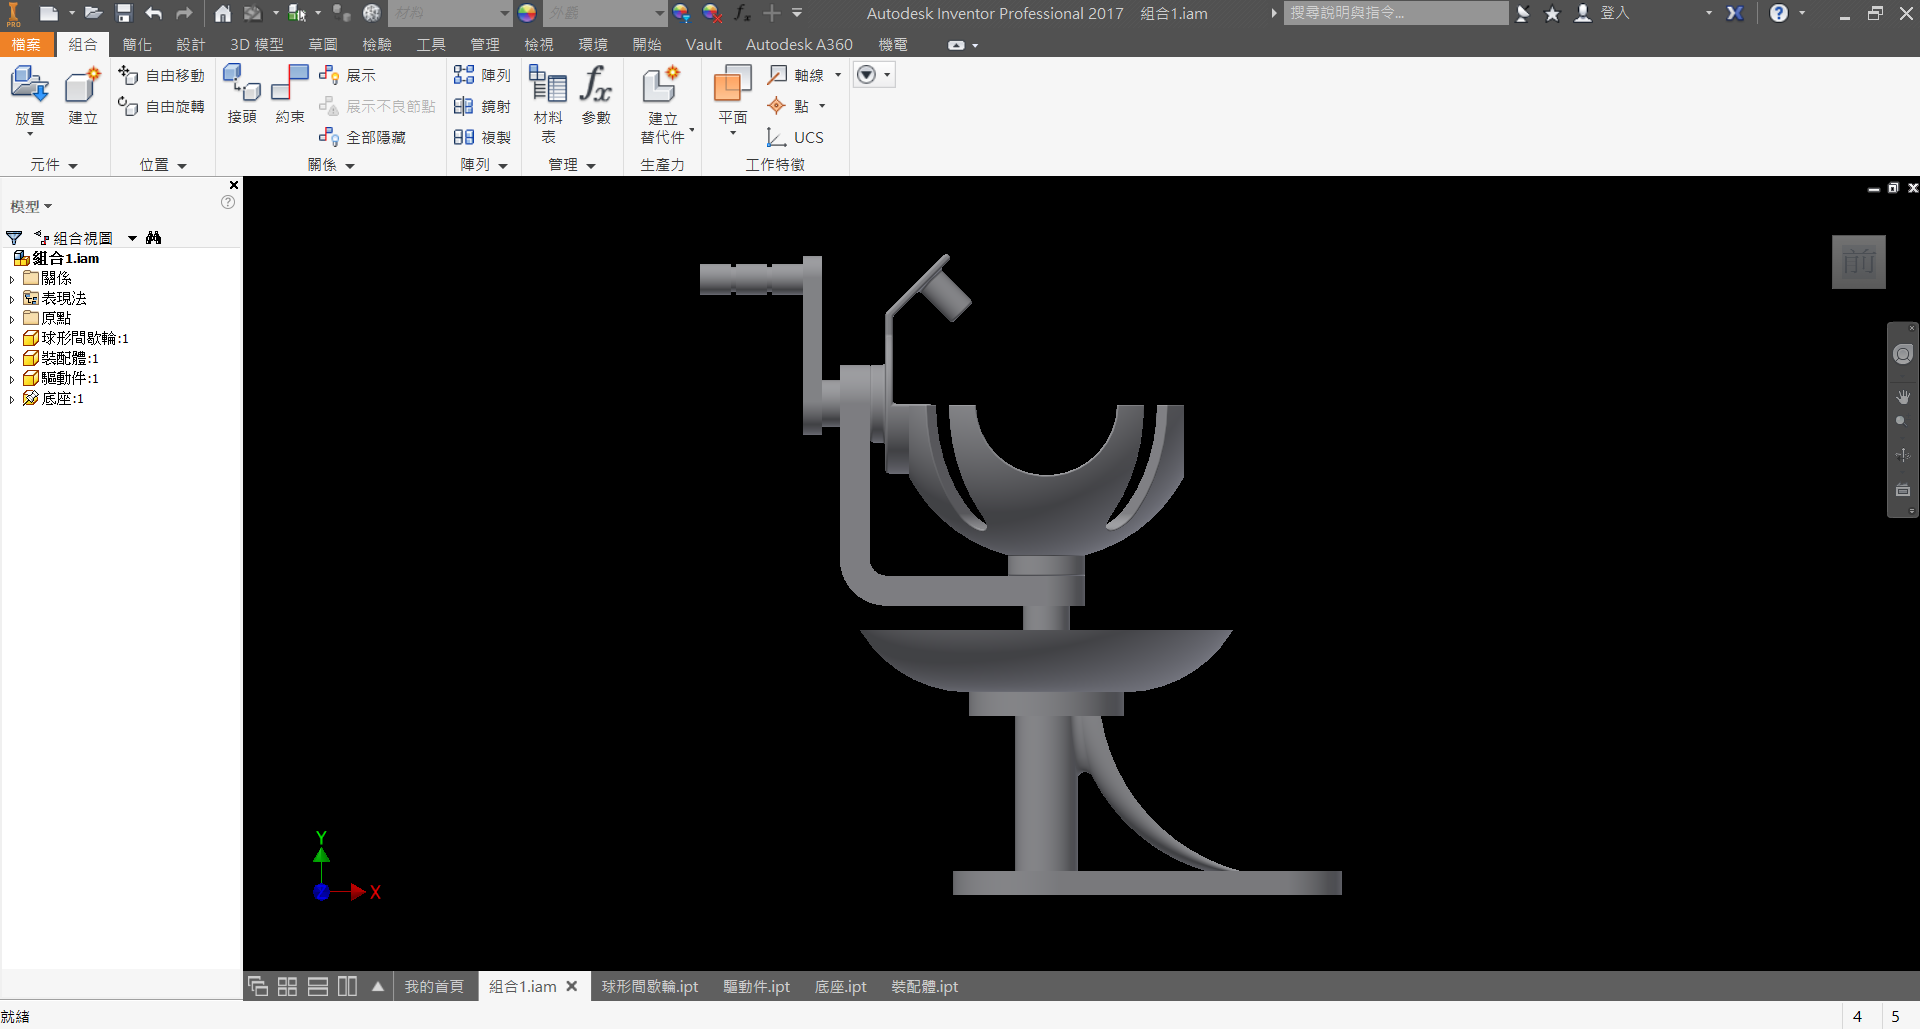 PRO
材料
外觀
Autodesk Inventor Professional 2017 組合1.iam
搜尋說明與指令...
登入
檔案 組合 簡化 設計 3D 模型 草圖 檢驗 工具 管理 檢視 環境 開始 Vault Autodesk A360 機電
放置
建立
自由移動
自由旋轉
接頭
約束
展示
展示不良節點
全部隱藏
陣列
鏡射
複製
材料表
參數
建立替代件
平面
軸線
點
UCS
元件 位置 關係 陣列 管理 生產力 工作特徵
模型
組合視圖
組合1.iam
關係
表現法
原點
球形間歇輪:1
裝配體:1
驅動件:1
底座:1
前
Y
X
我的首頁 組合1.iam 球形間歇輪.ipt 驅動件.ipt 底座.ipt 裝配體.ipt
就緒 4 5